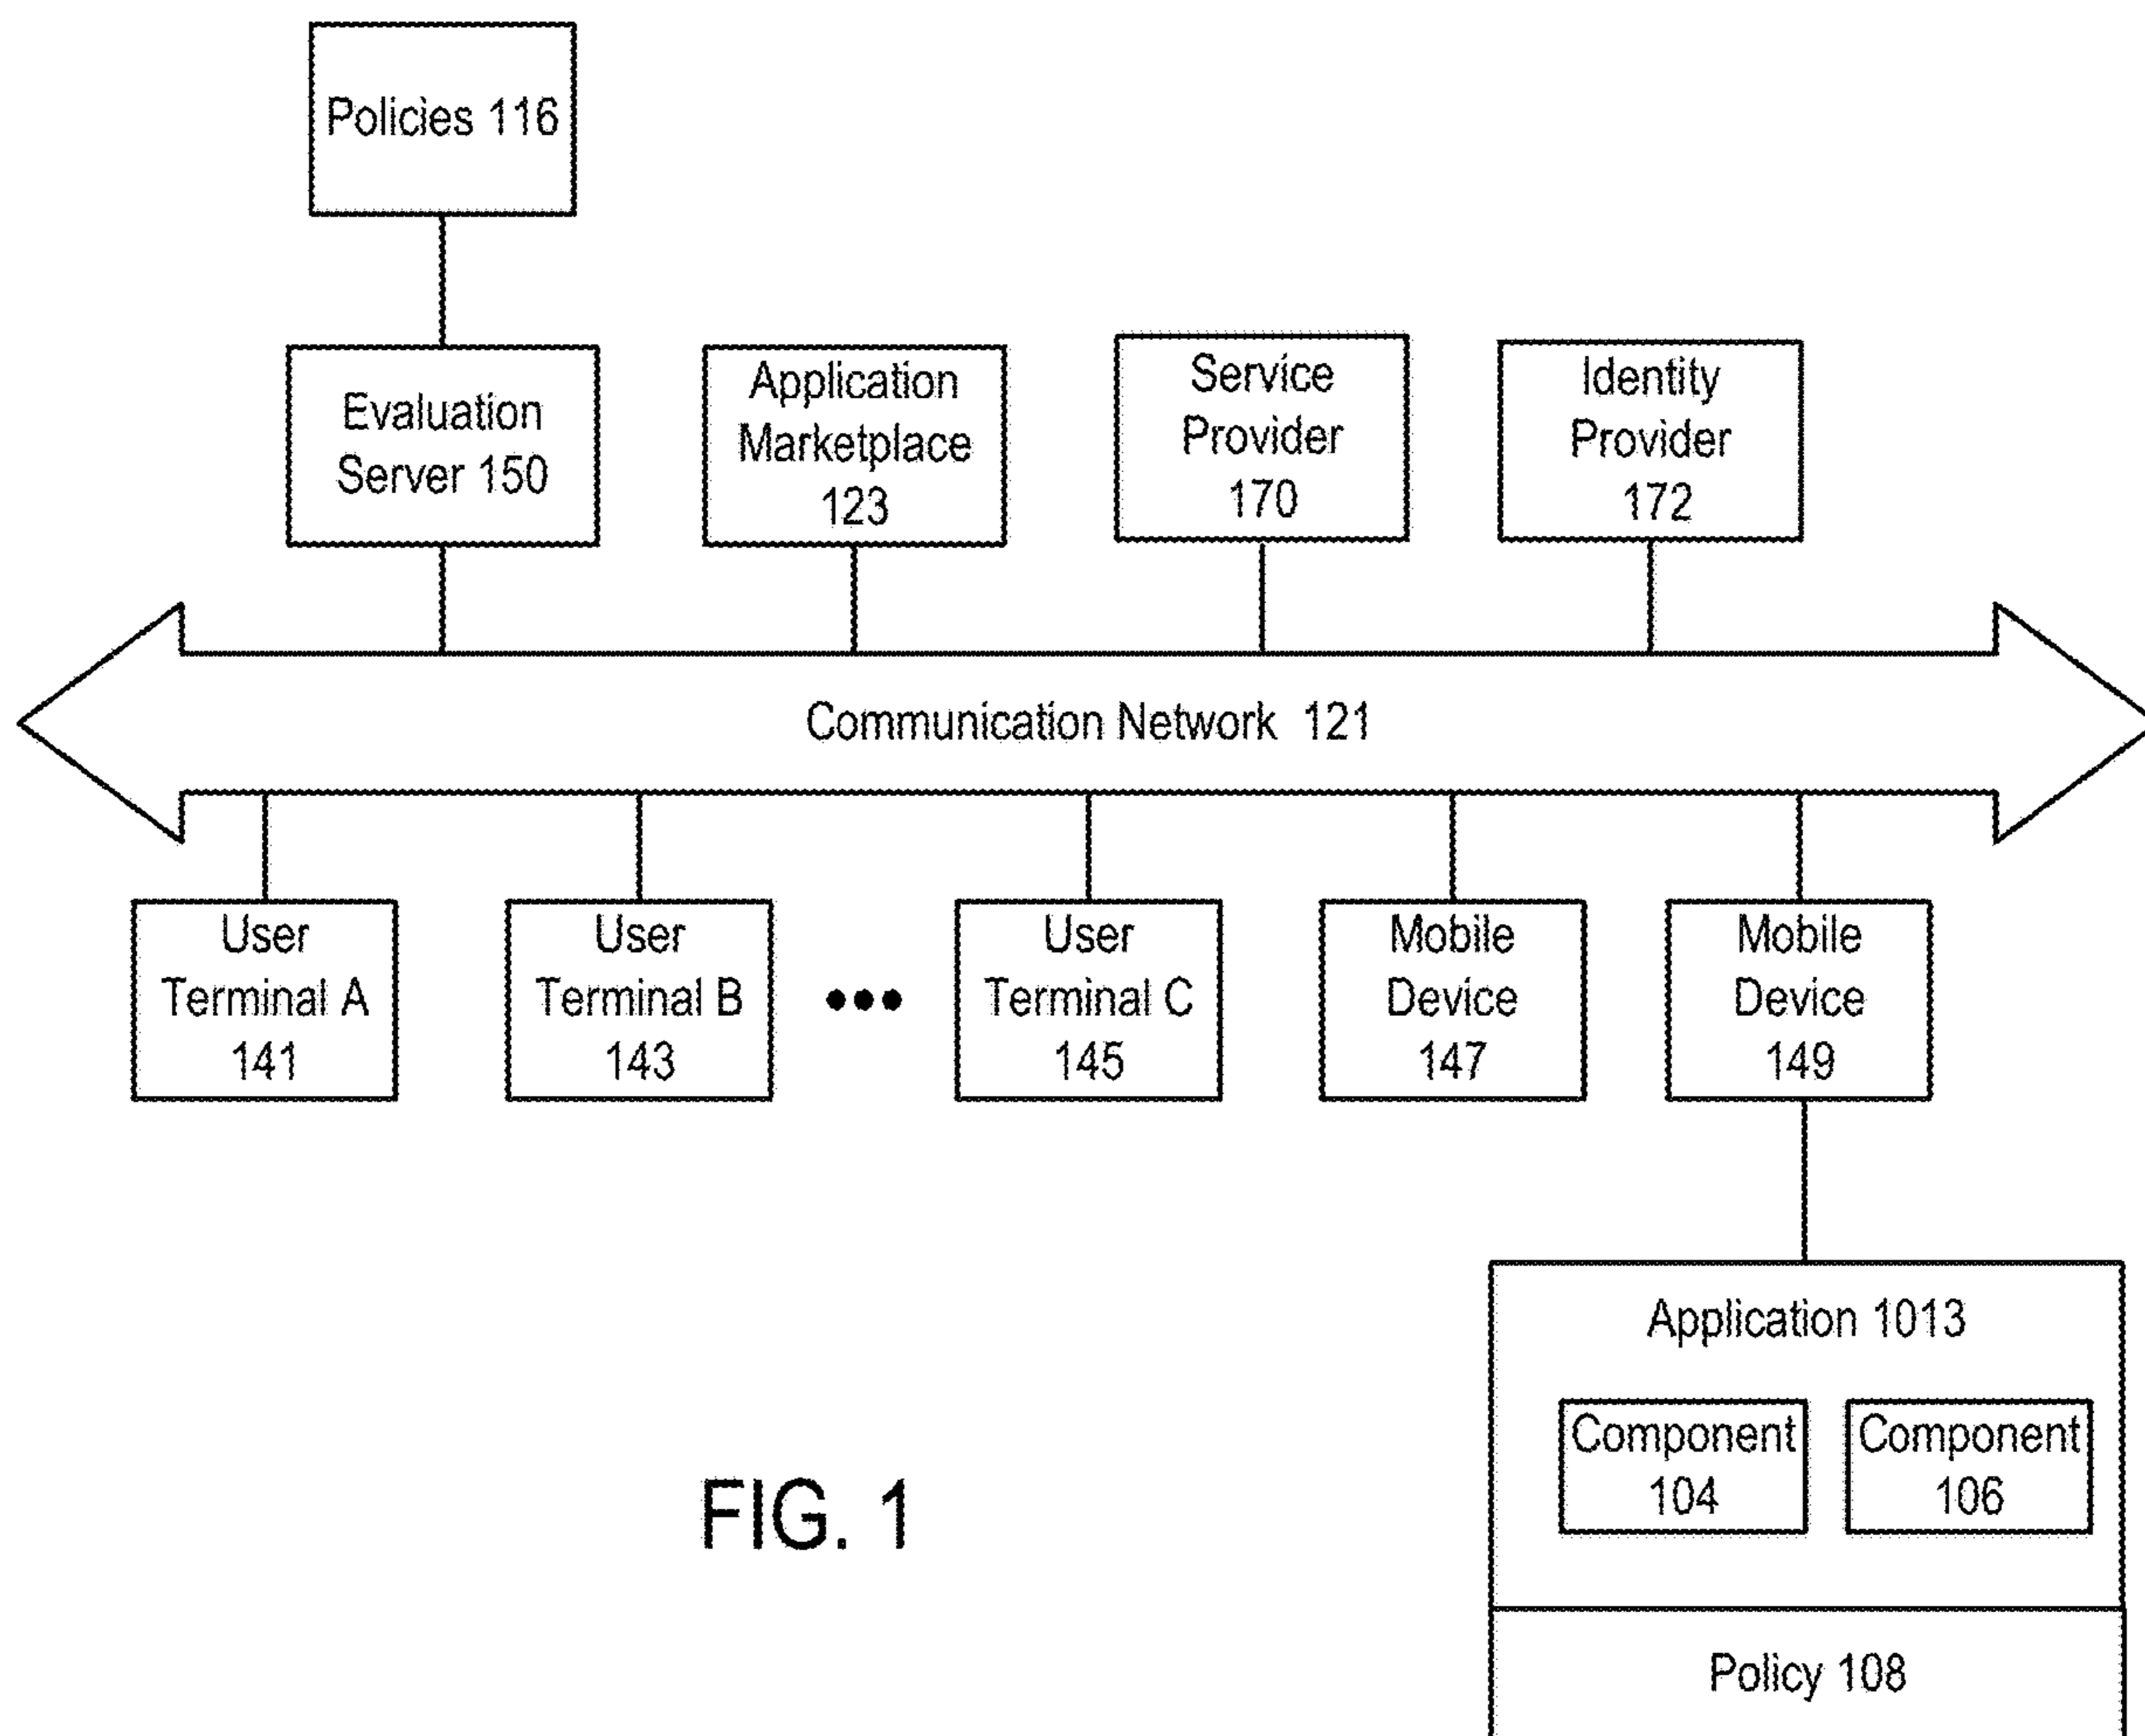 Policies 116
Evaluation
Server 150
Application
Marketplace
123
Service
Provider
170
Identity
Provider
172
Communication Network 121
User
Terminal A
141
User
Terminal B
143
•••
User
Terminal C
145
Mobile
Device
147
Mobile
Device
149
Application 1013
Component
104
Component
106
Policy 108
FIG. 1